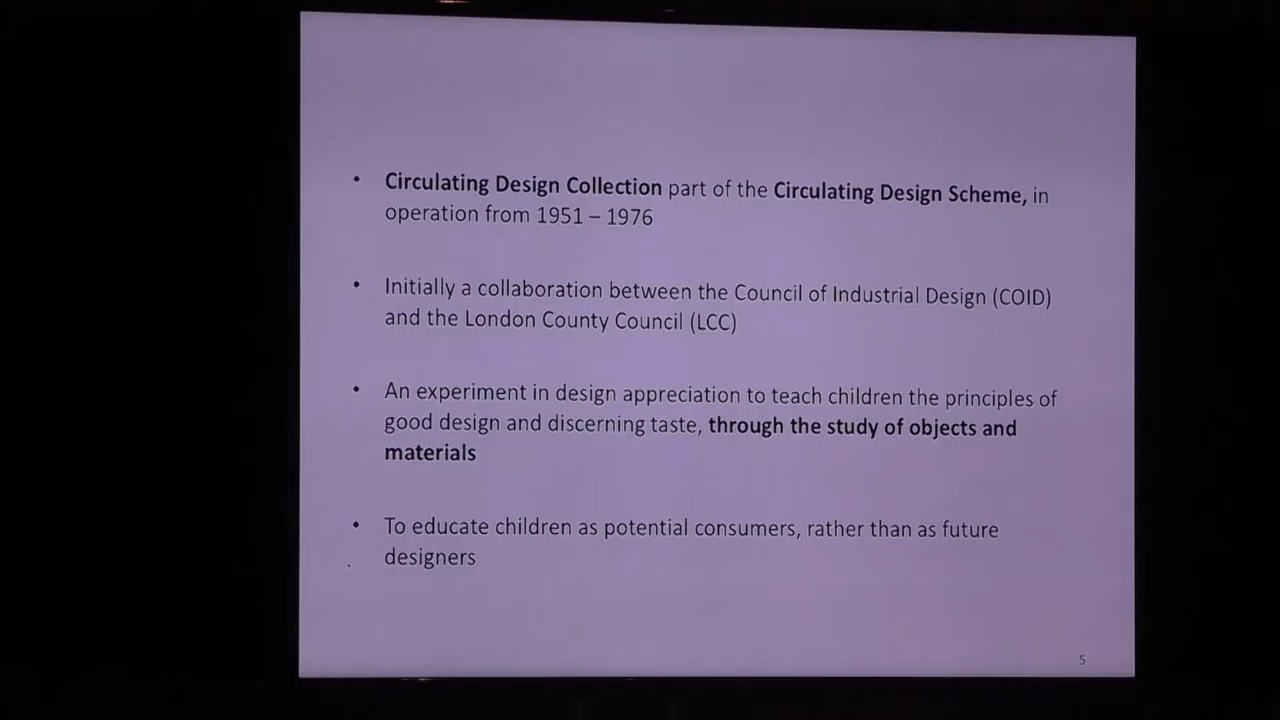 • Circulating Design Collection part of the Circulating Design Scheme, in
operation from 1951 – 1976
• Initially a collaboration between the Council of Industrial Design (COID)
and the London County Council (LCC)
• An experiment in design appreciation to teach children the principles of
good design and discerning taste, through the study of objects and
materials
• To educate children as potential consumers, rather than as future
designers
5